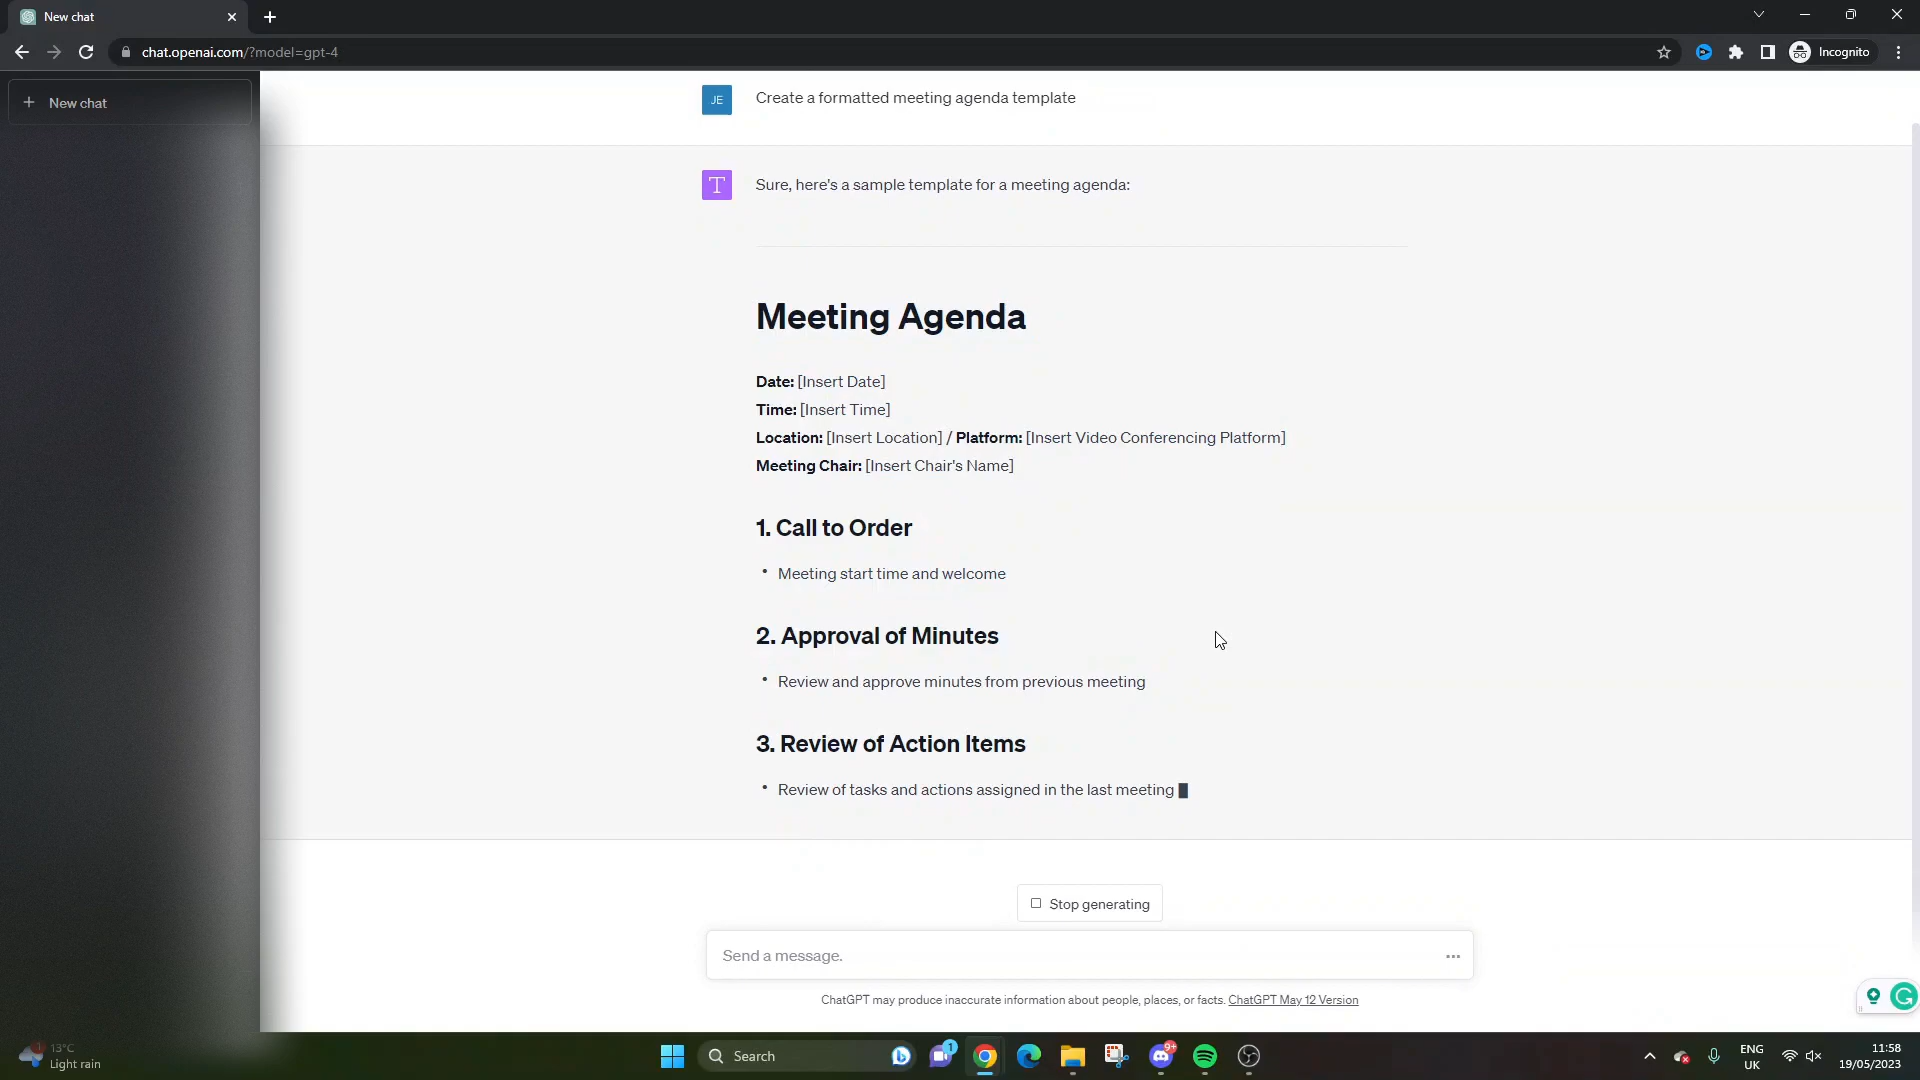 New chat
chat.openai.com/?model=gpt-4
Incognito
New chat
JE
Create a formatted meeting agenda template
T
Sure, here's a sample template for a meeting agenda:
Meeting Agenda
Date: [Insert Date]
Time: [Insert Time]
Location: [Insert Location] / Platform: [Insert Video Conferencing Platform]
Meeting Chair: [Insert Chair's Name]
1. Call to Order
• Meeting start time and welcome
2. Approval of Minutes
• Review and approve minutes from previous meeting
3. Review of Action Items
• Review of tasks and actions assigned in the last meeting
Stop generating
Send a message.
ChatGPT may produce inaccurate information about people, places, or facts. ChatGPT May 12 Version
1
13°C
Light rain
Search
1
9+
ENG
UK
11:58
19/05/2023